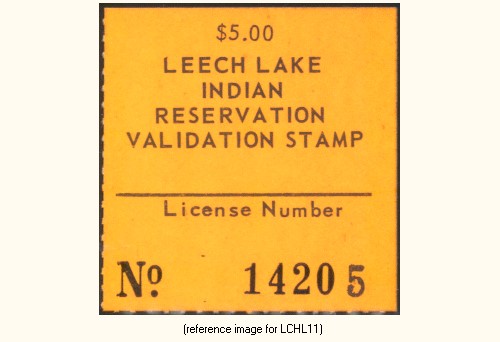 $5.00
LEECH LAKE
INDIAN
RESERVATION
VALIDATION STAMP
License Number
No. 14205
(reference image for LCHL11)